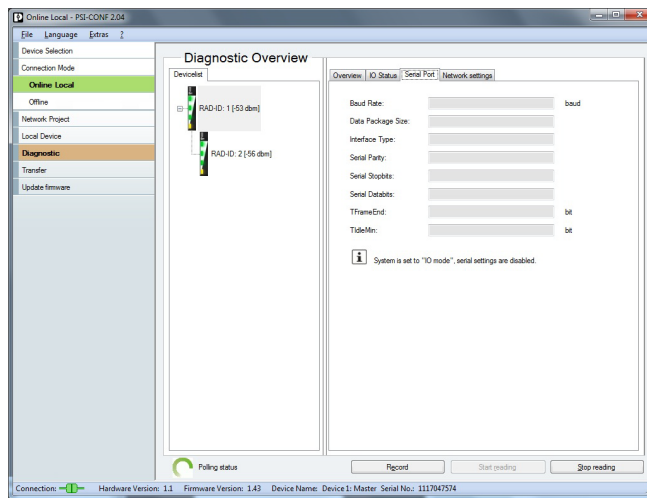 Online Local - PSI-CONF 2.04
File Language Extras ?
Device Selection
Connection Mode
Online Local
Offline
Network Project
Local Device
Diagnostic
Transfer
Update firmware
Diagnostic Overview
Devicelist
RAD-ID: 1 [-53 dbm]
RAD-ID: 2 [-56 dbm]
Overview IO Status Serial Port Network settings
Baud Rate: baud
Data Package Size:
Interface Type:
Serial Parity:
Serial Stopbits:
Serial Databits:
TFrameEnd: bit
TIdleMin: bit
System is set to "IO mode", serial settings are disabled.
Polling status
Record Start reading Stop reading
Connection: Hardware Version: 1.1 Firmware Version: 1.43 Device Name: Device 1: Master Serial No.: 1117047574